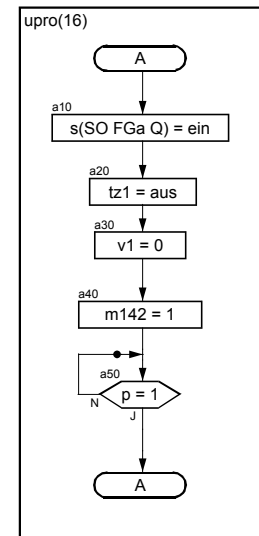 upro(16)
A
a10
s(SO FGa Q) = ein
a20
tz1 = aus
a30
v1 = 0
a40
m142 = 1
a50
p = 1
N
J
A